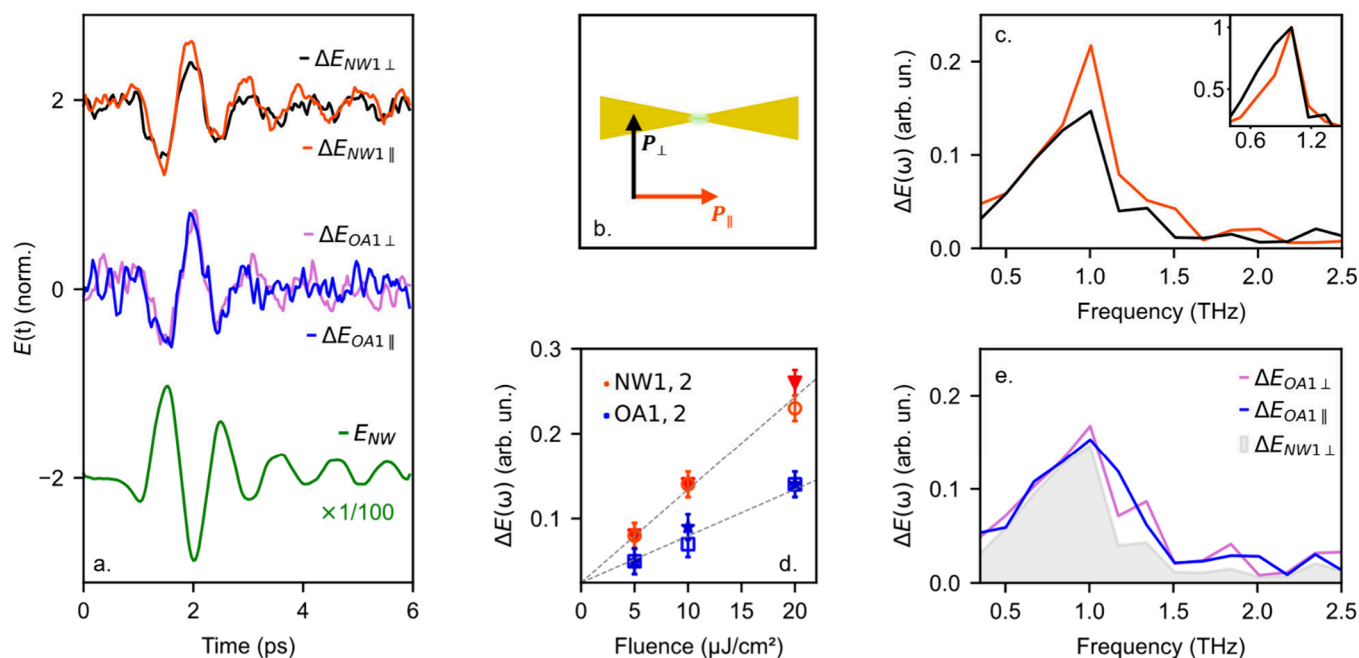 2
0
−2
E(t) (norm.)
ΔE_NW1⊥
ΔE_NW1∥
ΔE_OA1⊥
ΔE_OA1∥
E_NW
×1/100
a.
0
2
4
6
Time (ps)
P⊥
P∥
b.
c.
0.2
0.1
0.0
ΔE(ω) (arb. un.)
1
0.5
0.6
1.2
0.5
1.0
1.5
2.0
2.5
Frequency (THz)
0.3
0.2
0.1
ΔE(ω) (arb. un.)
NW1, 2
OA1, 2
d.
0
5
10
15
20
Fluence (μJ/cm²)
e.
0.2
0.1
0.0
ΔE(ω) (arb. un.)
ΔE_OA1⊥
ΔE_OA1∥
ΔE_NW1⊥
0.5
1.0
1.5
2.0
2.5
Frequency (THz)